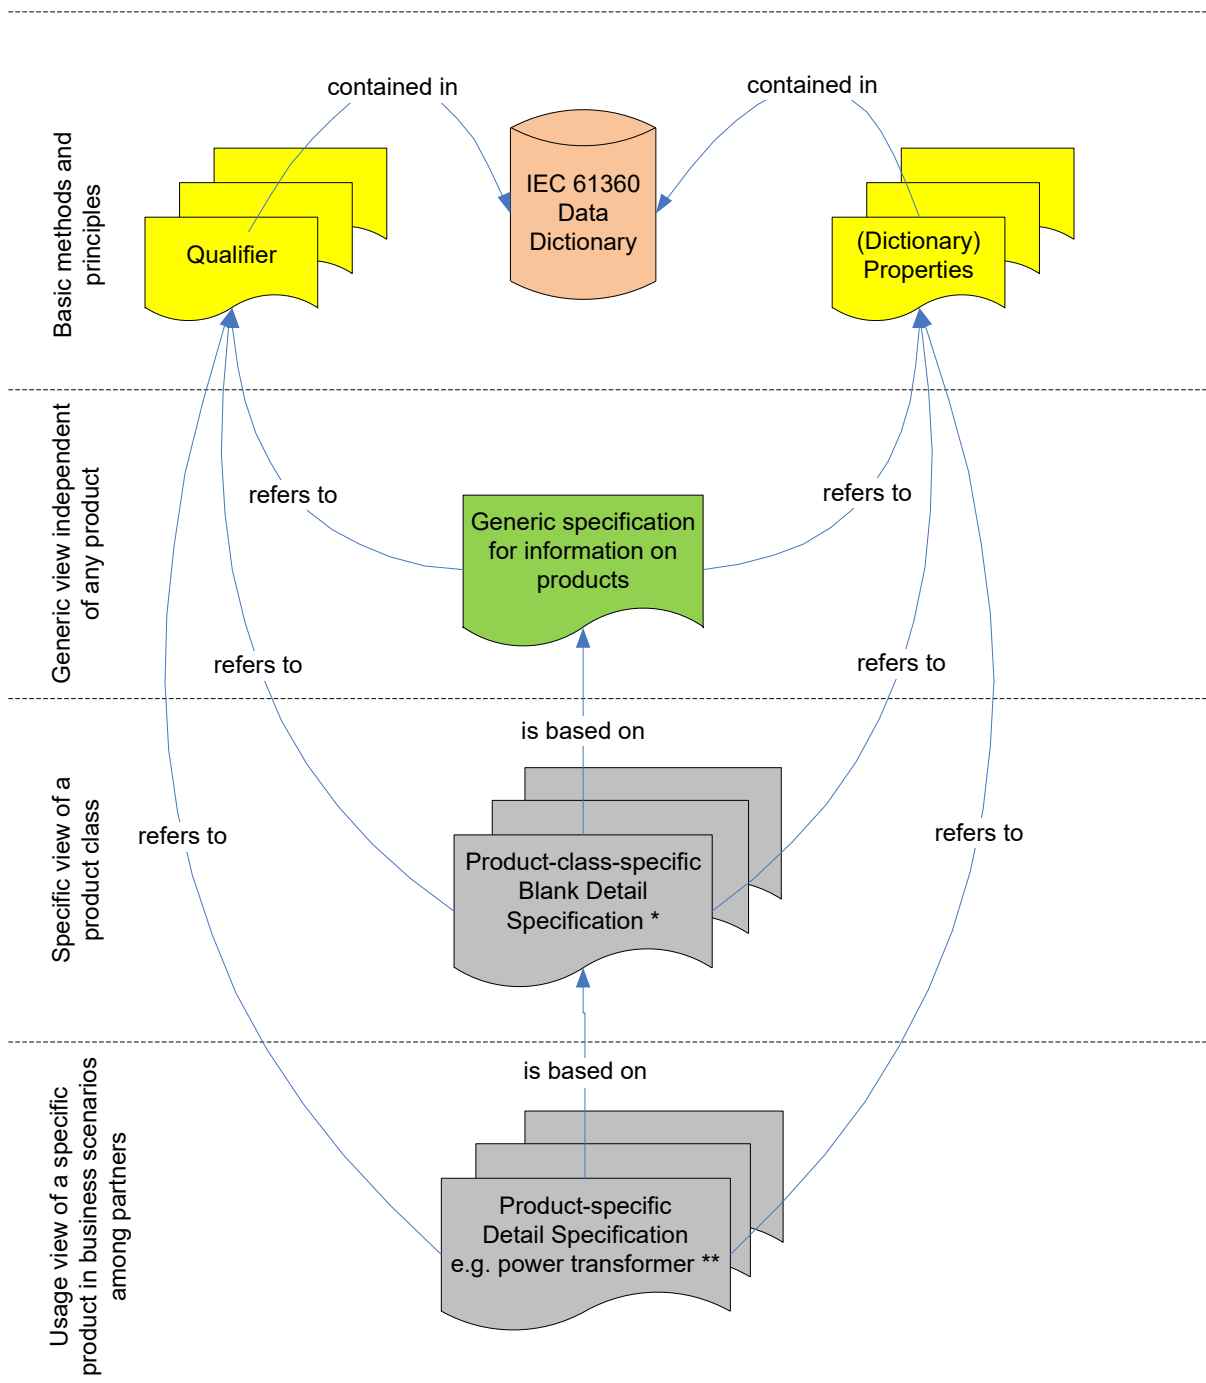 contained in
contained in
Basic methods and
principles
Qualifier
IEC 61360
Data
Dictionary
(Dictionary)
Properties
Generic view independent
of any product
refers to
refers to
Generic specification
for information on
products
refers to
refers to
Specific view of a
product class
is based on
refers to
refers to
Product-class-specific
Blank Detail
Specification *
Usage view of a specific
product in business scenarios
among partners
is based on
Product-specific
Detail Specification
e.g. power transformer **